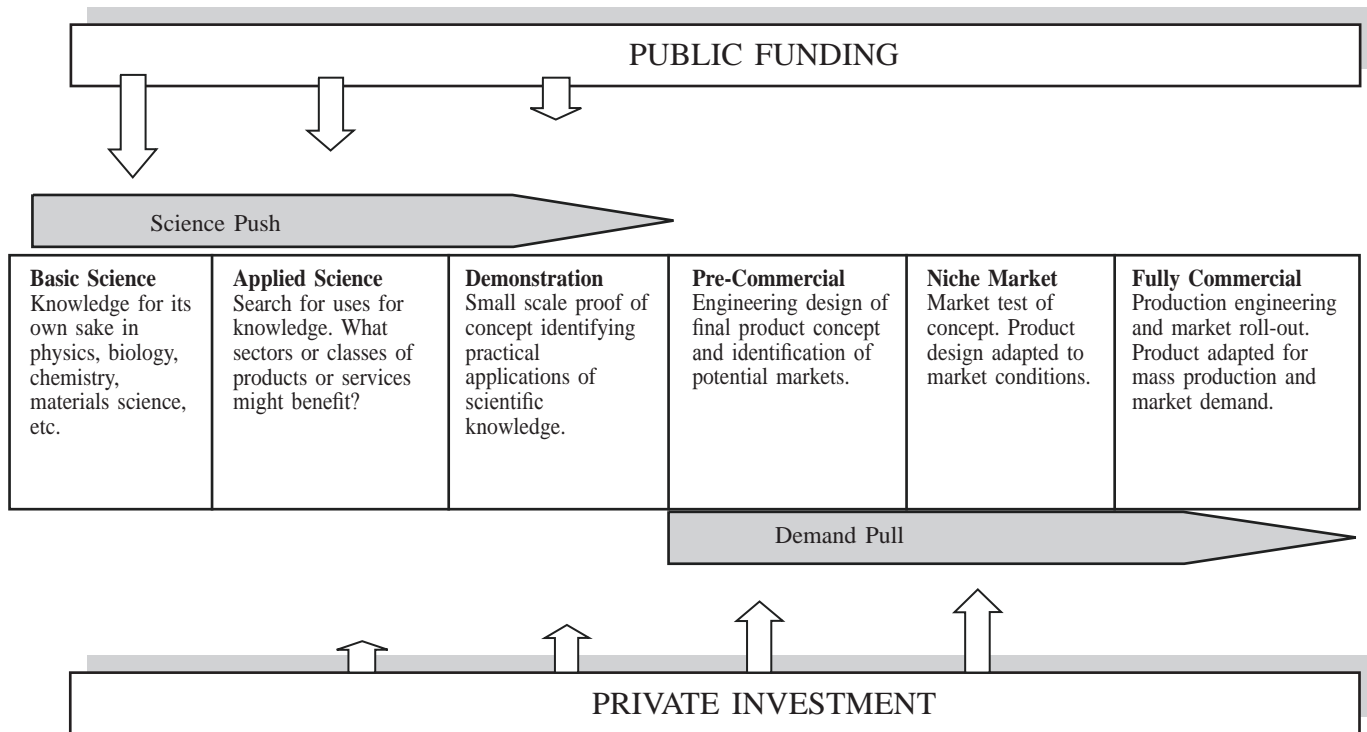 PUBLIC FUNDING
Science Push
Basic Science
Knowledge for its
own sake in
physics, biology,
chemistry,
materials science,
etc.
Applied Science
Search for uses for
knowledge. What
sectors or classes of
products or services
might benefit?
Demonstration
Small scale proof of
concept identifying
practical
applications of
scientific
knowledge.
Pre-Commercial
Engineering design of
final product concept
and identification of
potential markets.
Niche Market
Market test of
concept. Product
design adapted to
market conditions.
Fully Commercial
Production engineering
and market roll-out.
Product adapted for
mass production and
market demand.
Demand Pull
PRIVATE INVESTMENT